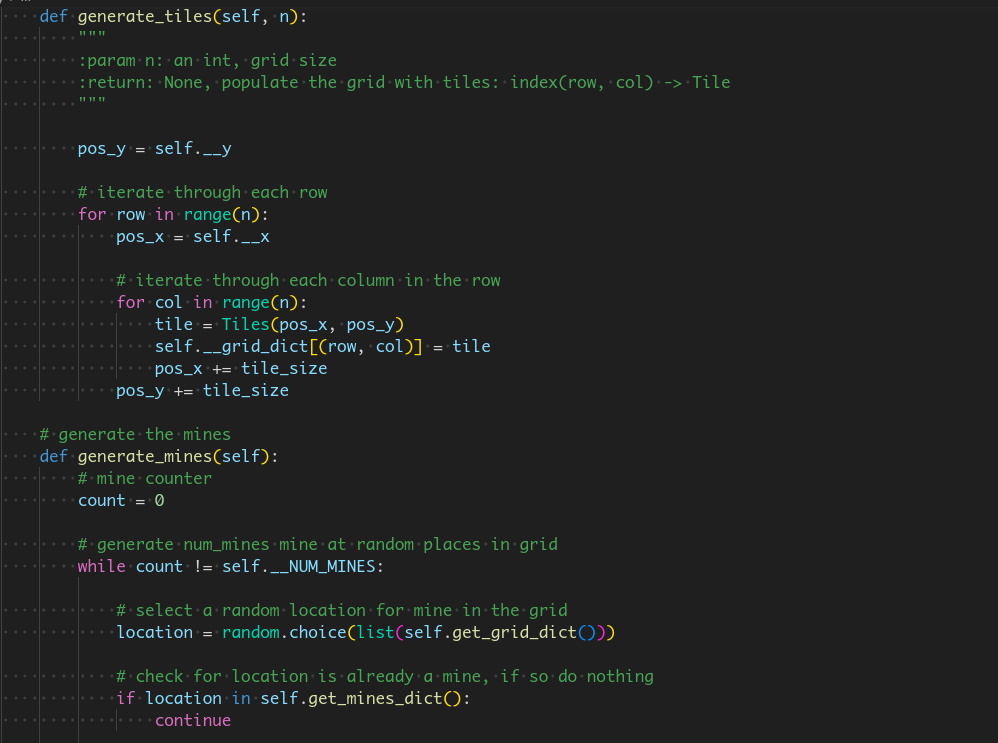 def generate_tiles(self, n):
"""
:param n: an int, grid size
:return: None, populate the grid with tiles: index(row, col) -> Tile
"""
pos_y = self.__y
# iterate through each row
for row in range(n):
pos_x = self.__x
# iterate through each column in the row
for col in range(n):
tile = Tiles(pos_x, pos_y)
self.__grid_dict[(row, col)] = tile
pos_x += tile_size
pos_y += tile_size
# generate the mines
def generate_mines(self):
# mine counter
count = 0
# generate num_mines mine at random places in grid
while count != self.__NUM_MINES:
# select a random location for mine in the grid
location = random.choice(list(self.get_grid_dict()))
# check for location is already a mine, if so do nothing
if location in self.get_mines_dict():
continue